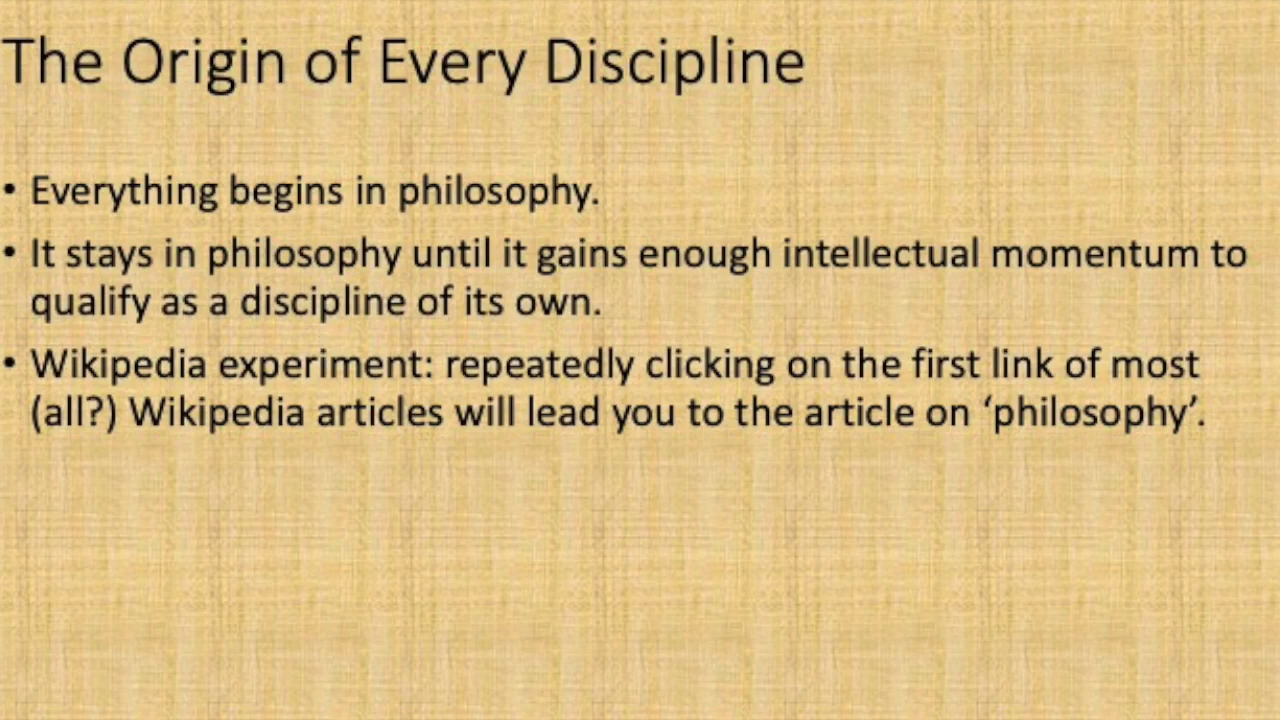 The Origin of Every Discipline
• Everything begins in philosophy.
• It stays in philosophy until it gains enough intellectual momentum to
qualify as a discipline of its own.
• Wikipedia experiment: repeatedly clicking on the first link of most
(all?) Wikipedia articles will lead you to the article on ‘philosophy’.